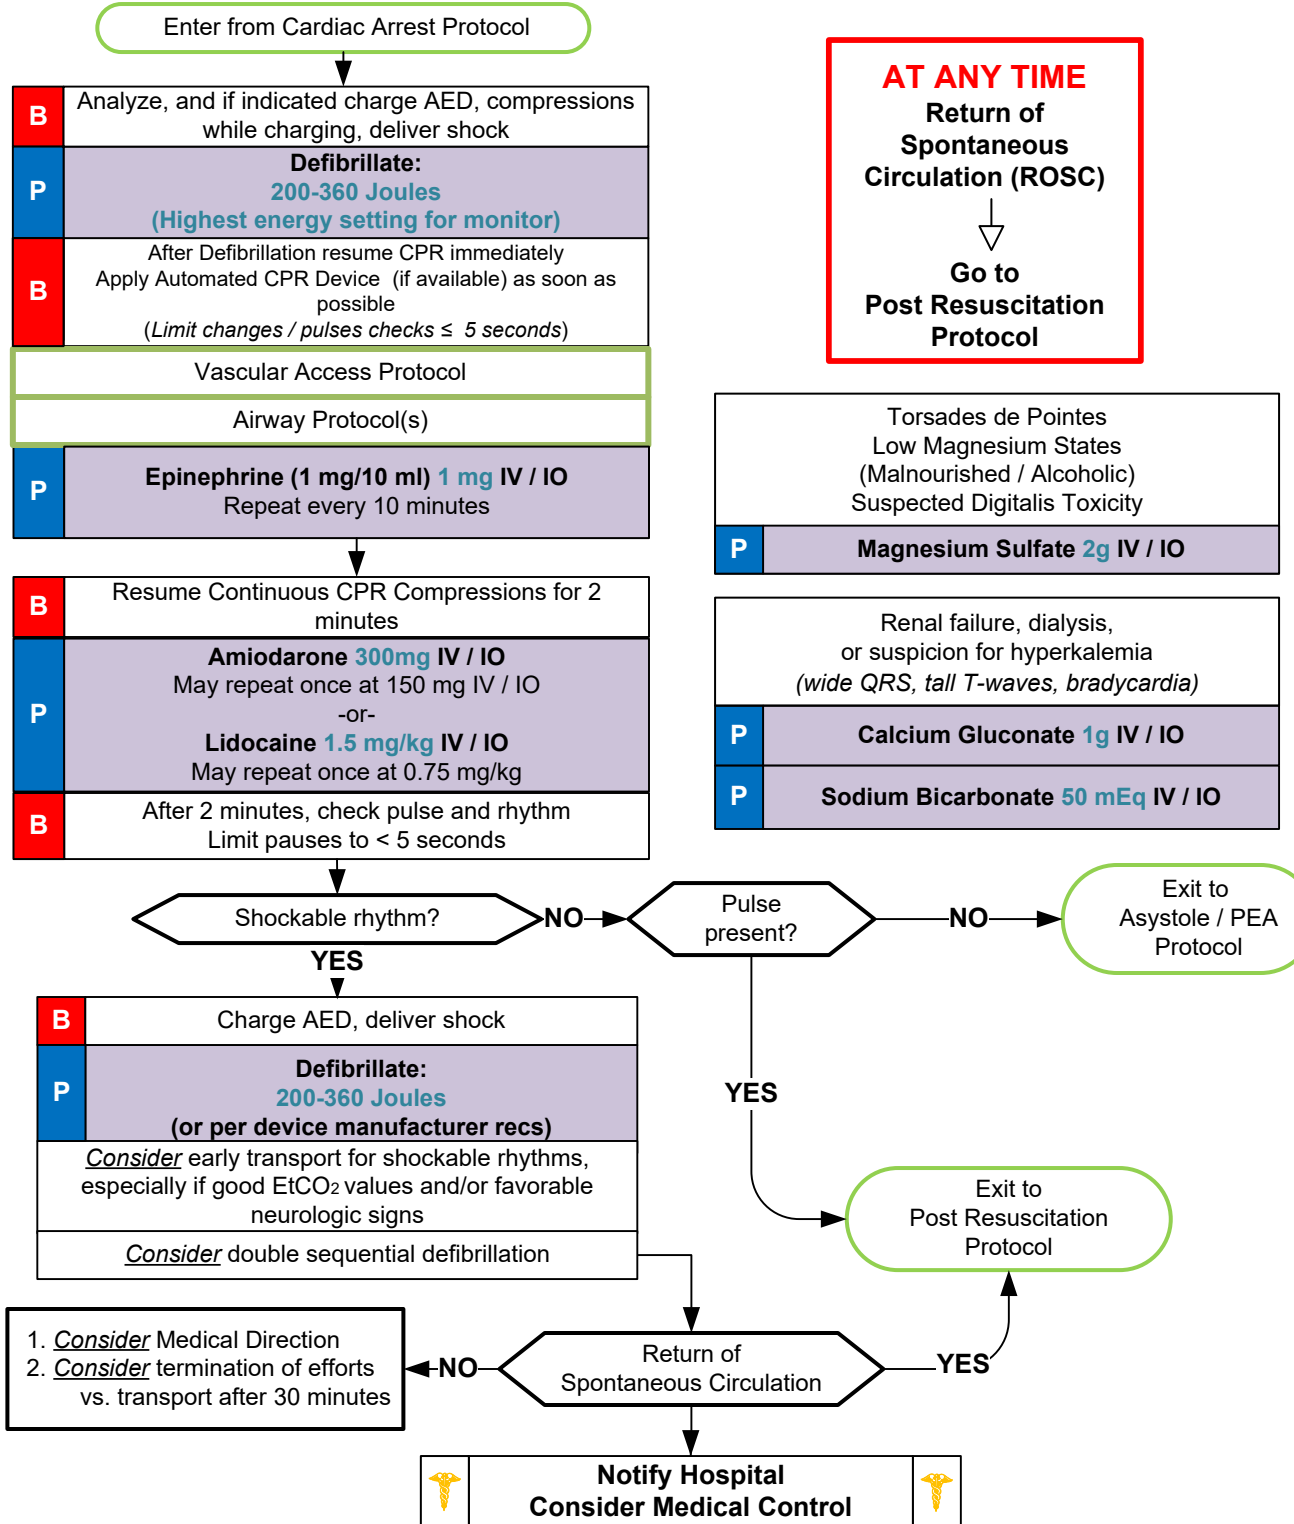 Enter from Cardiac Arrest Protocol
B
Analyze, and if indicated charge AED, compressions
while charging, deliver shock
P
Defibrillate:
200-360 Joules
(Highest energy setting for monitor)
B
After Defibrillation resume CPR immediately
Apply Automated CPR Device (if available) as soon as
possible
(Limit changes / pulses checks ≤ 5 seconds)
Vascular Access Protocol
Airway Protocol(s)
P
Epinephrine (1 mg/10 ml) 1 mg IV / IO
Repeat every 10 minutes
B
Resume Continuous CPR Compressions for 2
minutes
P
Amiodarone 300mg IV / IO
May repeat once at 150 mg IV / IO
-or-
Lidocaine 1.5 mg/kg IV / IO
May repeat once at 0.75 mg/kg
B
After 2 minutes, check pulse and rhythm
Limit pauses to < 5 seconds
AT ANY TIME
Return of
Spontaneous
Circulation (ROSC)
Go to
Post Resuscitation
Protocol
Torsades de Pointes
Low Magnesium States
(Malnourished / Alcoholic)
Suspected Digitalis Toxicity
P
Magnesium Sulfate 2g IV / IO
Renal failure, dialysis,
or suspicion for hyperkalemia
(wide QRS, tall T-waves, bradycardia)
P
Calcium Gluconate 1g IV / IO
P
Sodium Bicarbonate 50 mEq IV / IO
Shockable rhythm?
NO
Pulse
present?
NO
Exit to
Asystole / PEA
Protocol
YES
B
Charge AED, deliver shock
P
Defibrillate:
200-360 Joules
(or per device manufacturer recs)
Consider early transport for shockable rhythms,
especially if good EtCO2 values and/or favorable
neurologic signs
Consider double sequential defibrillation
YES
Exit to
Post Resuscitation
Protocol
1. Consider Medical Direction
2. Consider termination of efforts
vs. transport after 30 minutes
NO
Return of
Spontaneous Circulation
YES
Notify Hospital
Consider Medical Control